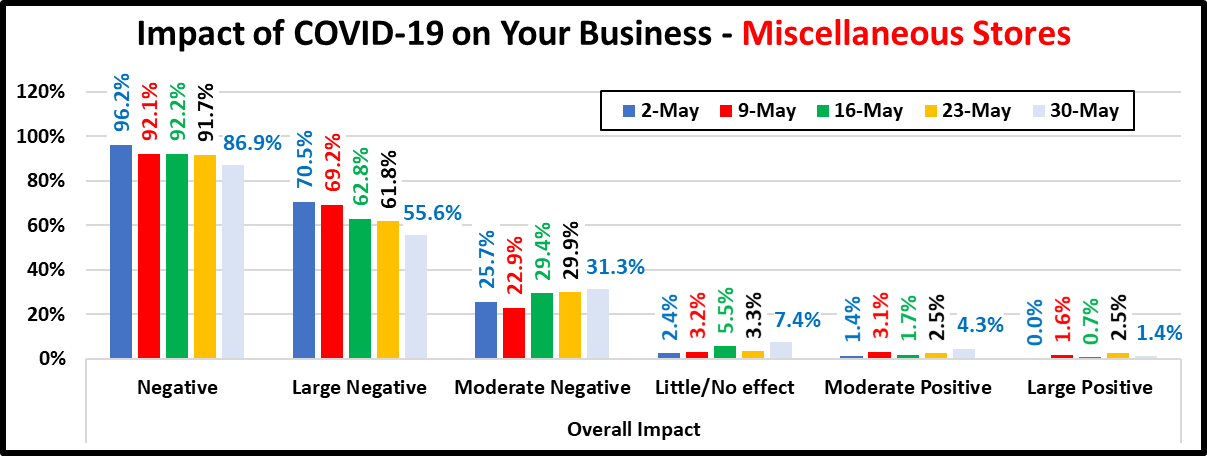 Impact of COVID-19 on Your Business - Miscellaneous Stores
2-May 9-May 16-May 23-May 30-May
120%
100%
80%
60%
40%
20%
0%
96.2% 92.1% 92.2% 91.7% 86.9%
70.5% 69.2% 62.8% 61.8% 55.6%
25.7% 22.9% 29.4% 29.9% 31.3%
2.4% 3.2% 5.5% 3.3% 7.4%
1.4% 3.1% 1.7% 2.5% 4.3%
0.0% 1.6% 0.7% 2.5% 1.4%
Negative Large Negative Moderate Negative Little/No effect Moderate Positive Large Positive
Overall Impact